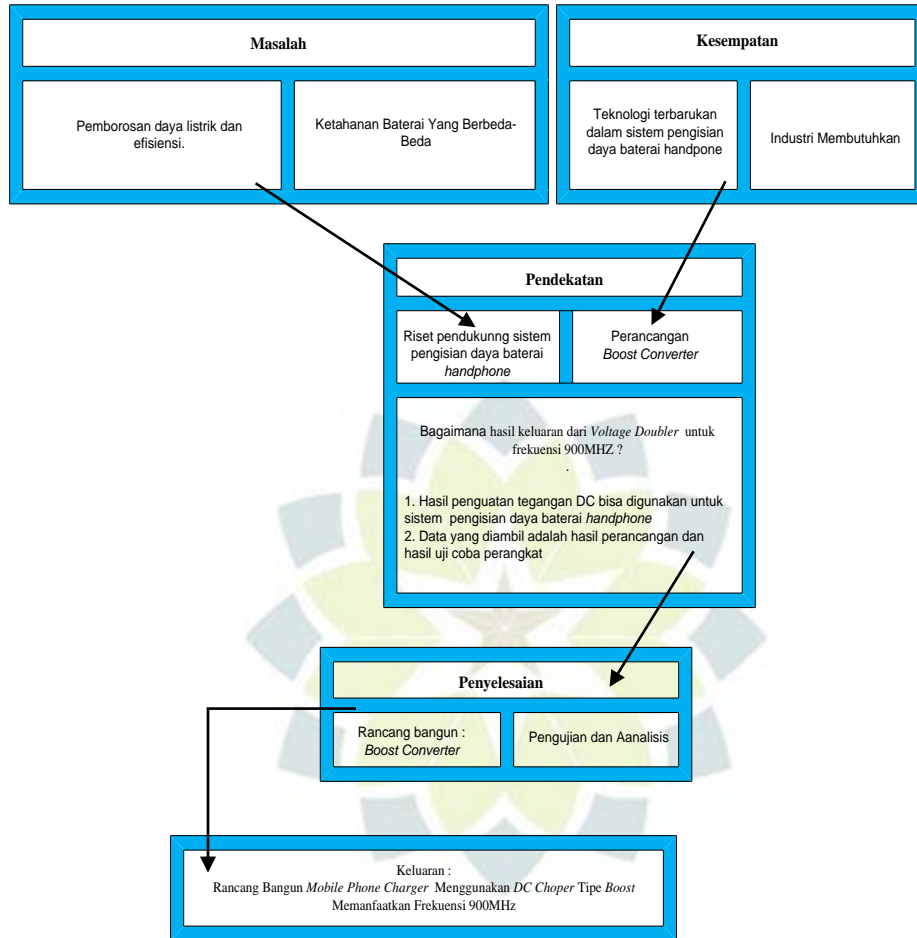 Masalah
Kesempatan
Pemborosan daya listrik dan
efisiensi.
Ketahanan Baterai Yang Berbeda-
Beda
Teknologi terbarukan
dalam sistem pengisian
daya baterai handpone
Industri Membutuhkan
Pendekatan
Riset pendukunng sistem
pengisian daya baterai
handphone
Perancangan
Boost Converter
Bagaimana hasil keluaran dari Voltage Doubler untuk
frekuensi 900MHZ ?
.
1. Hasil penguatan tegangan DC bisa digunakan untuk
sistem pengisian daya baterai handphone
2. Data yang diambil adalah hasil perancangan dan
hasil uji coba perangkat
Penyelesaian
Rancang bangun :
Boost Converter
Pengujian dan Aanalisis
Keluaran :
Rancang Bangun Mobile Phone Charger Menggunakan DC Choper Tipe Boost
Memanfaatkan Frekuensi 900MHz